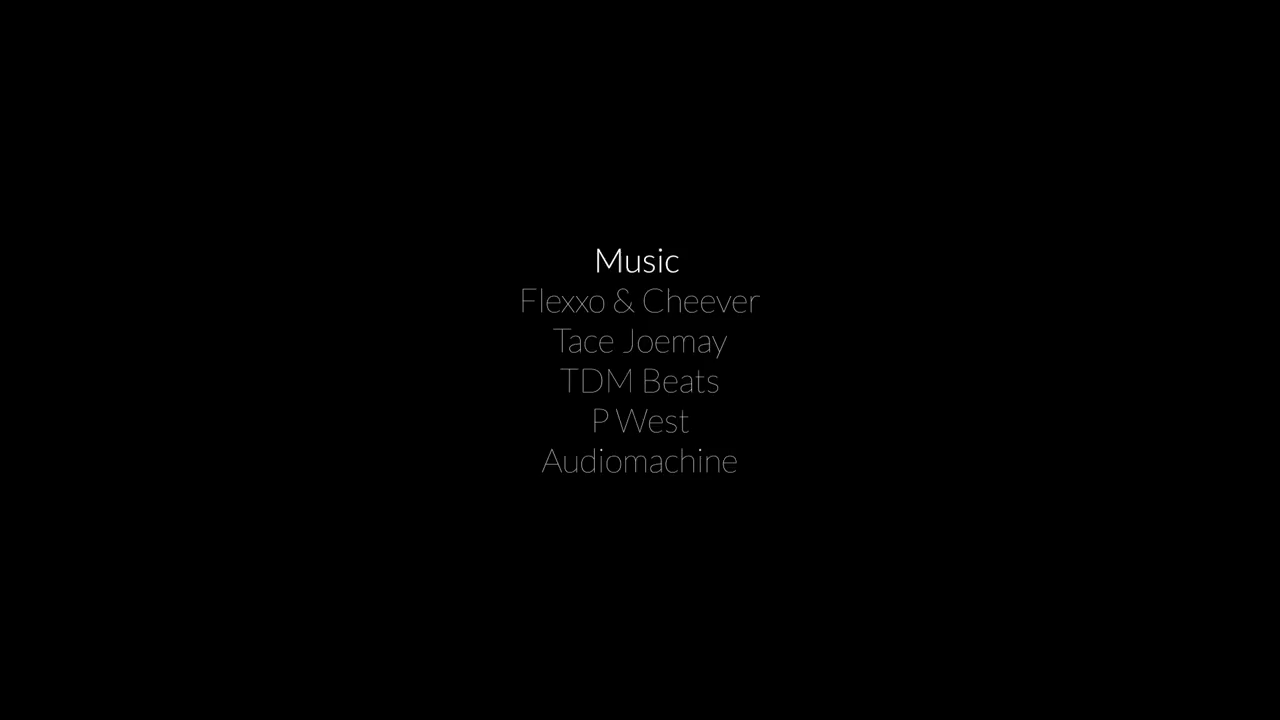 Music
Flexxo & Cheever
Tace Joemay
TDM Beats
P West
Audiomachine